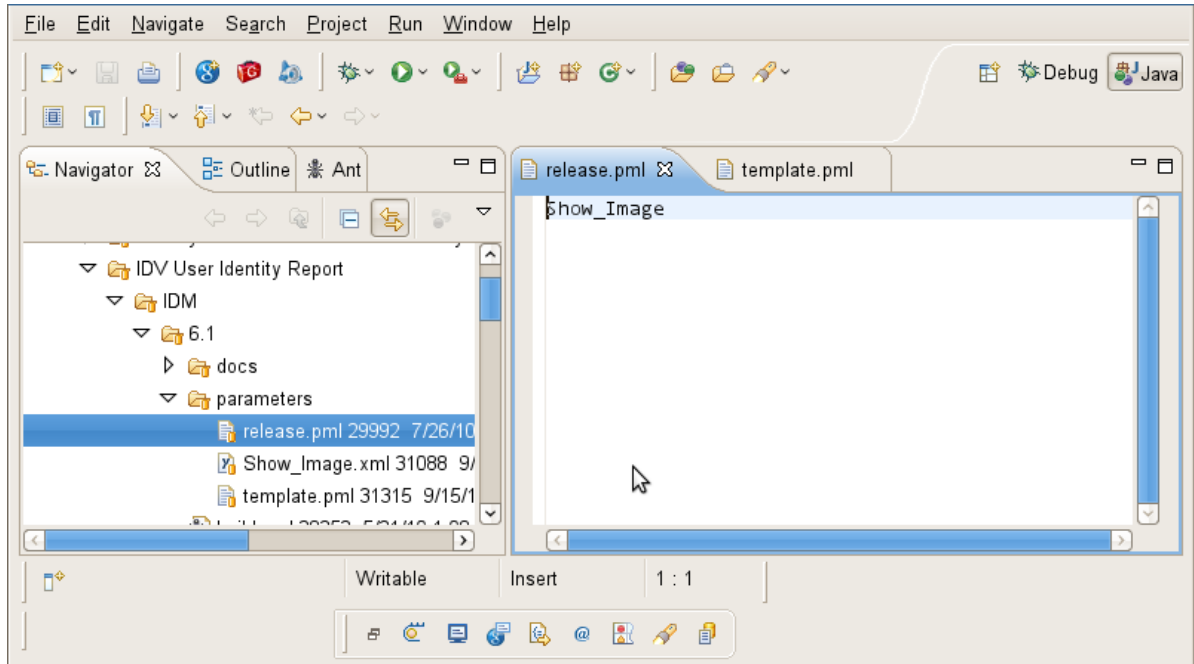 File Edit Navigate Search Project Run Window Help
Debug Java
Navigator Outline Ant
release.pml template.pml
Show_Image
IDV User Identity Report
IDM
6.1
docs
parameters
release.pml 29992 7/26/10
Show_Image.xml 31088 9/
template.pml 31315 9/15/1
Writable Insert 1 : 1